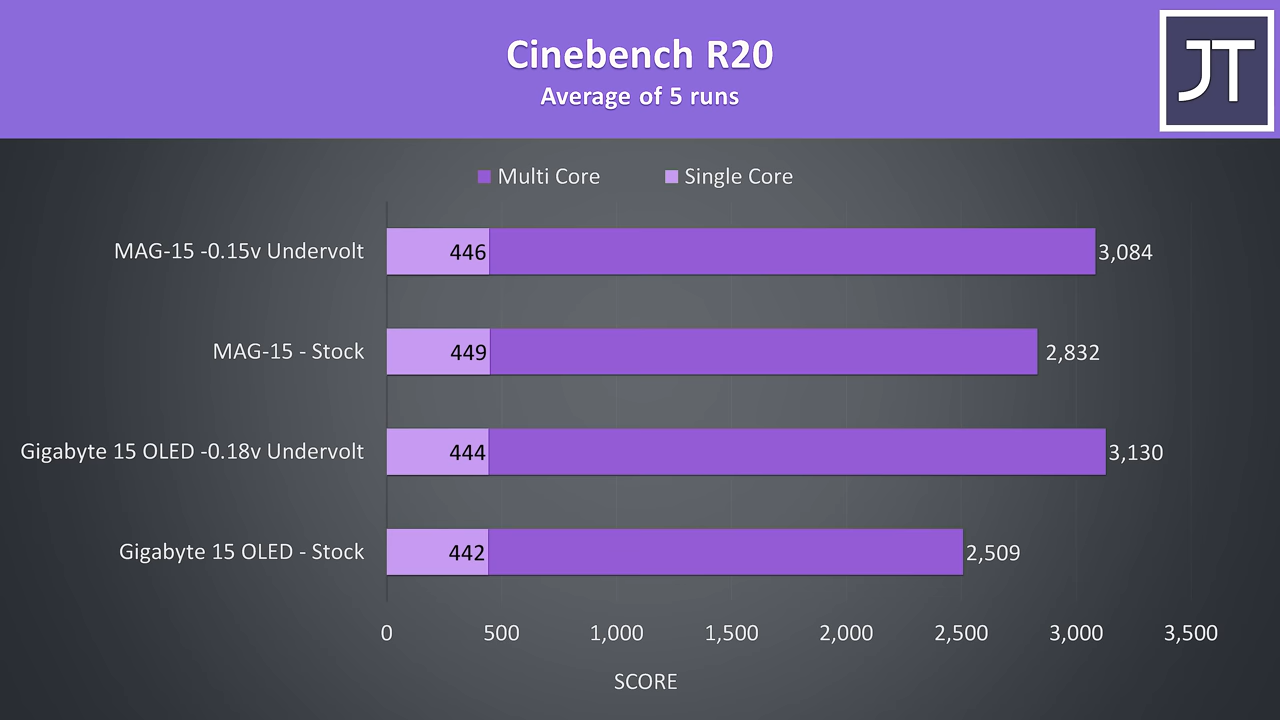 Cinebench R20
Average of 5 runs
JT
Multi Core
Single Core
MAG-15 -0.15v Undervolt
446
3,084
MAG-15 - Stock
449
2,832
Gigabyte 15 OLED -0.18v Undervolt
444
3,130
Gigabyte 15 OLED - Stock
442
2,509
0
500
1,000
1,500
2,000
2,500
3,000
3,500
SCORE